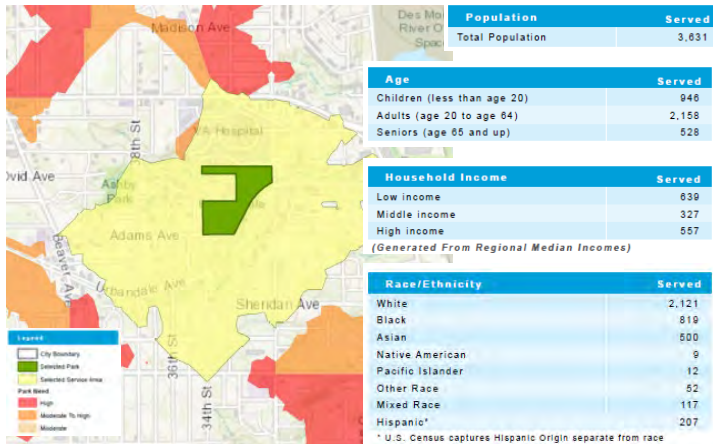 Madison Ave
Des Moi
River O
Spac
VA Hospital
38th St
Ovid Ave
Ashby
Park
Adams Ave
Beaver Ave
Urbandale Ave
Sheridan Ave
36th St
34th St
Legend
City Boundary
Selected Park
Selected Service Area
Park Need
High
Moderate To High
Moderate
Population Served
Total Population 3,631
Age Served
Children (less than age 20) 946
Adults (age 20 to age 64) 2,158
Seniors (age 65 and up) 528
Household Income Served
Low income 639
Middle income 327
High income 557
(Generated From Regional Median Incomes)
Race/Ethnicity Served
White 2,121
Black 819
Asian 500
Native American 9
Pacific Islander 12
Other Race 52
Mixed Race 117
Hispanic* 207
* U.S. Census captures Hispanic Origin separate from race